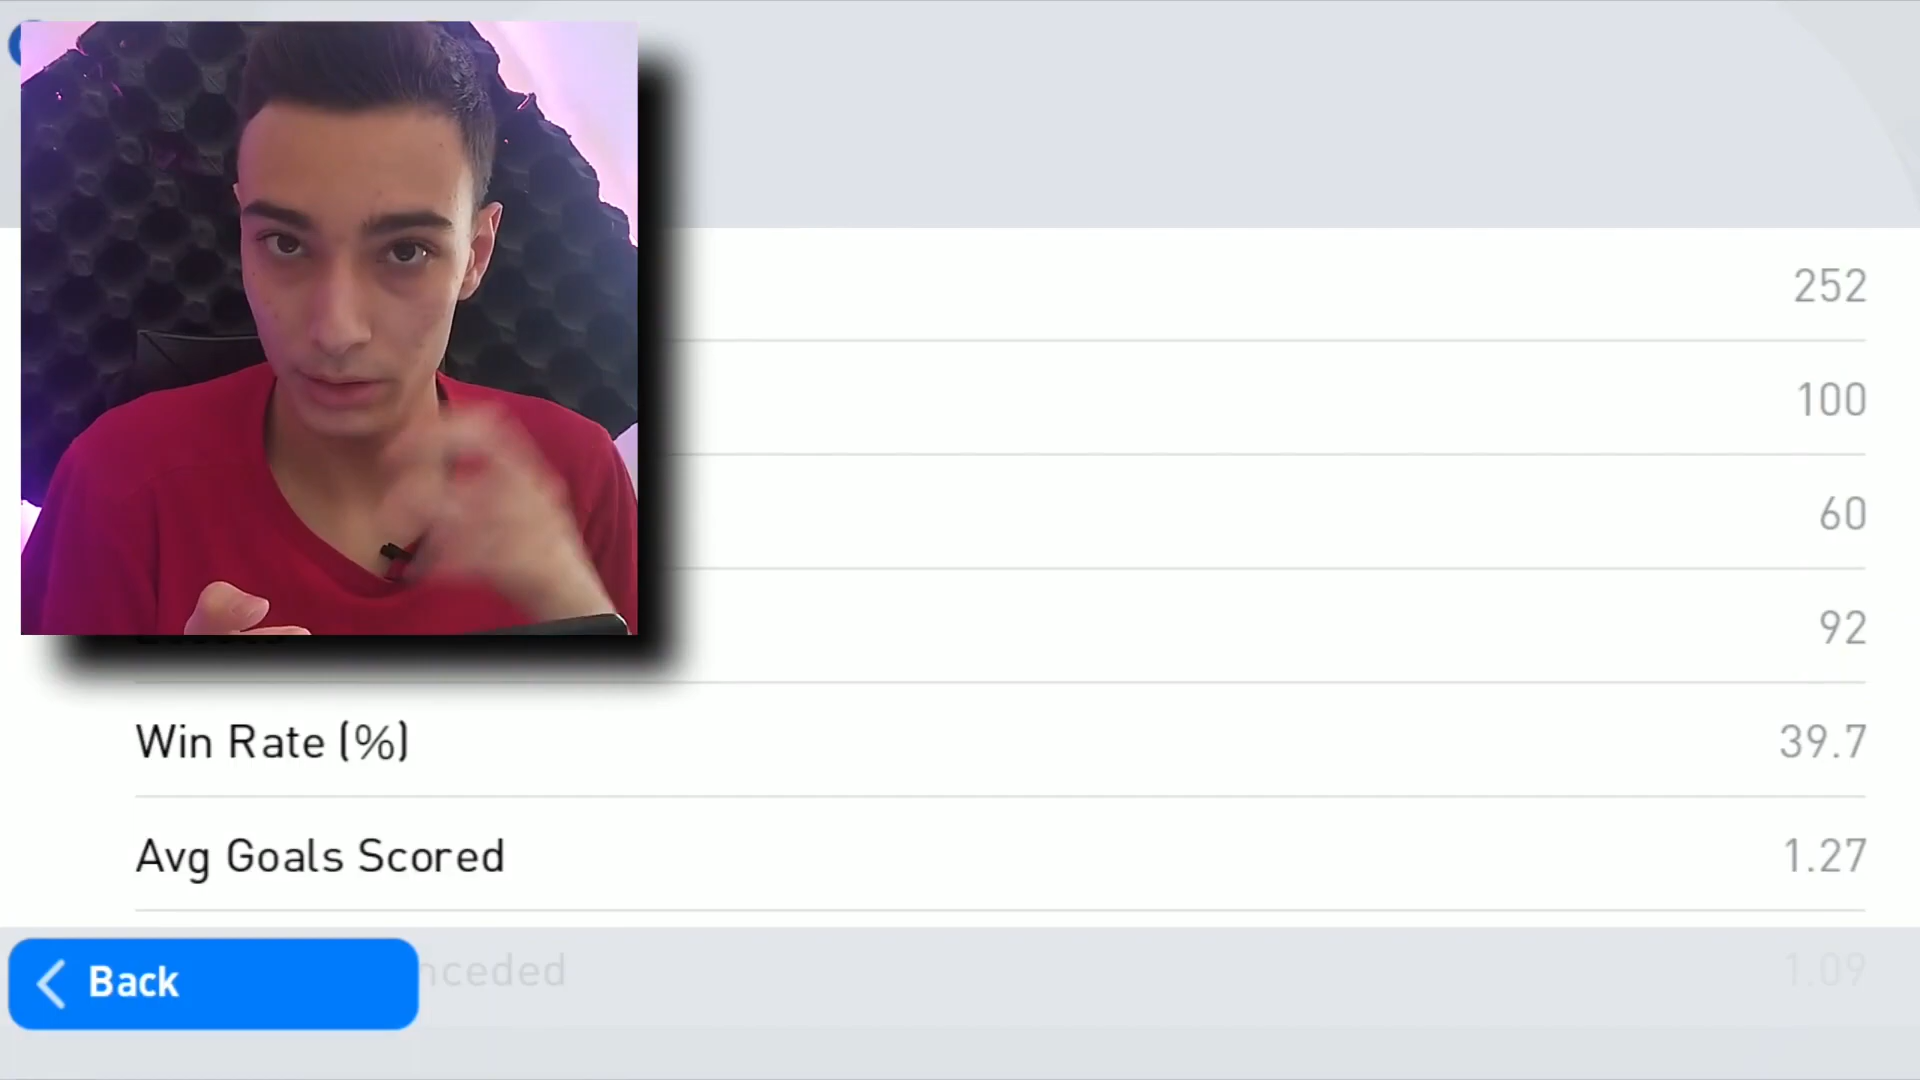 252
100
60
92
Win Rate (%) 39.7
Avg Goals Scored 1.27
nceded 1.09
Back